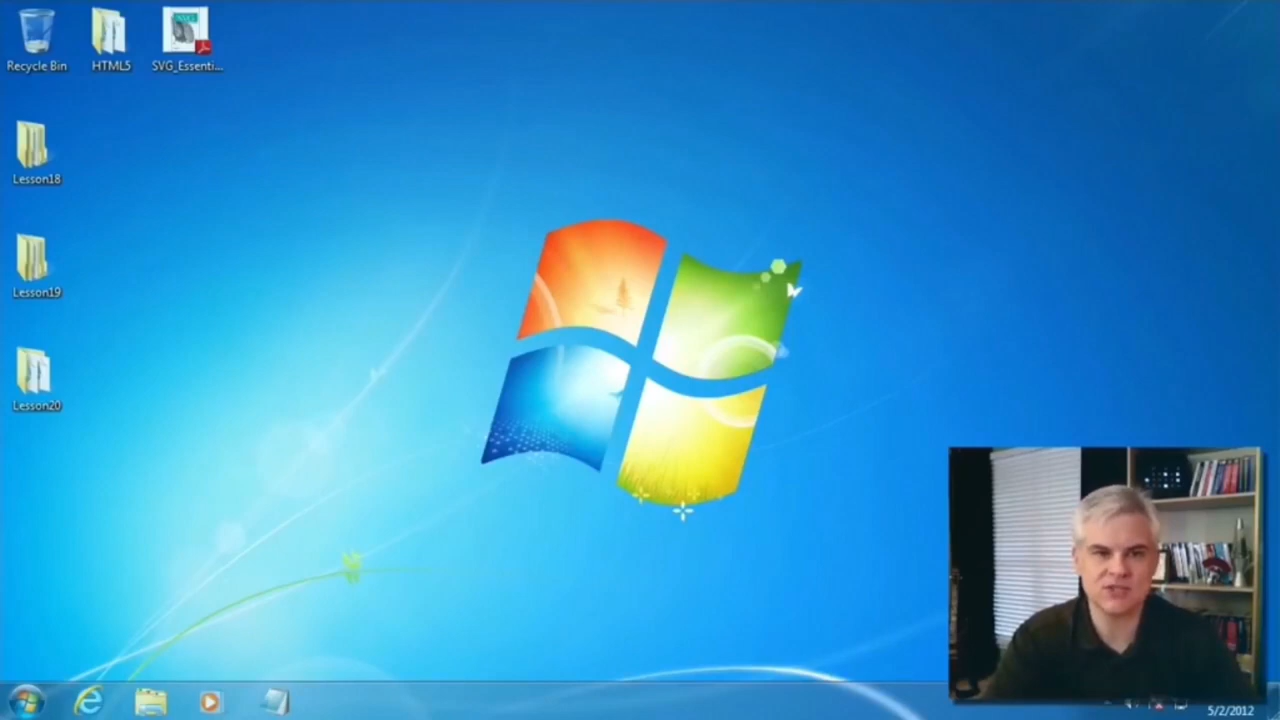 Recycle Bin
HTML5
SVG_Essenti...
Lesson18
Lesson19
Lesson20
5/2/2012